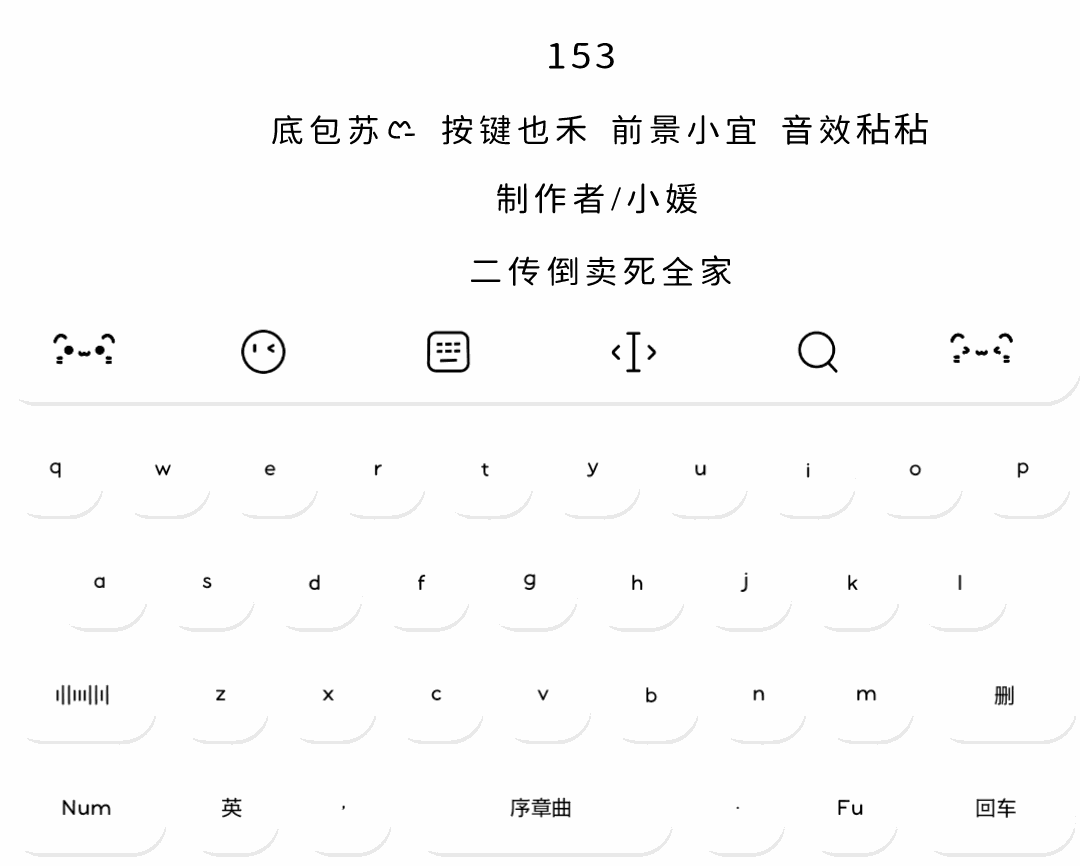 153
底包苏ෆ 按键也禾 前景小宜 音效秥秥
制作者/小媛
二传倒卖死全家
q w e r t y u i o p
a s d f g h j k l
z x c v b n m 删
Num 英 , 序章曲 . Fu 回车